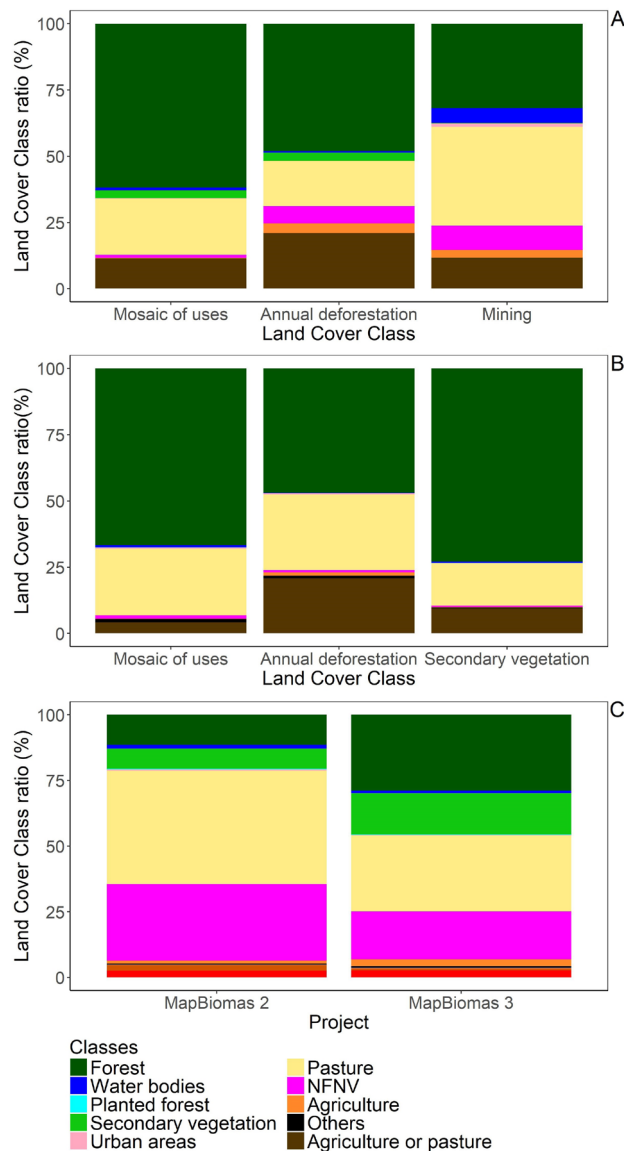 A
Land Cover Class ratio (%)
100
75
50
25
0
Mosaic of uses Annual deforestation Mining
Land Cover Class
B
Land Cover Class ratio(%)
100
75
50
25
0
Mosaic of uses Annual deforestation Secondary vegetation
Land Cover Class
C
Land Cover Class ratio (%)
100
75
50
25
0
MapBiomas 2 MapBiomas 3
Project
Classes
Forest Pasture
Water bodies NFNV
Planted forest Agriculture
Secondary vegetation Others
Urban areas Agriculture or pasture